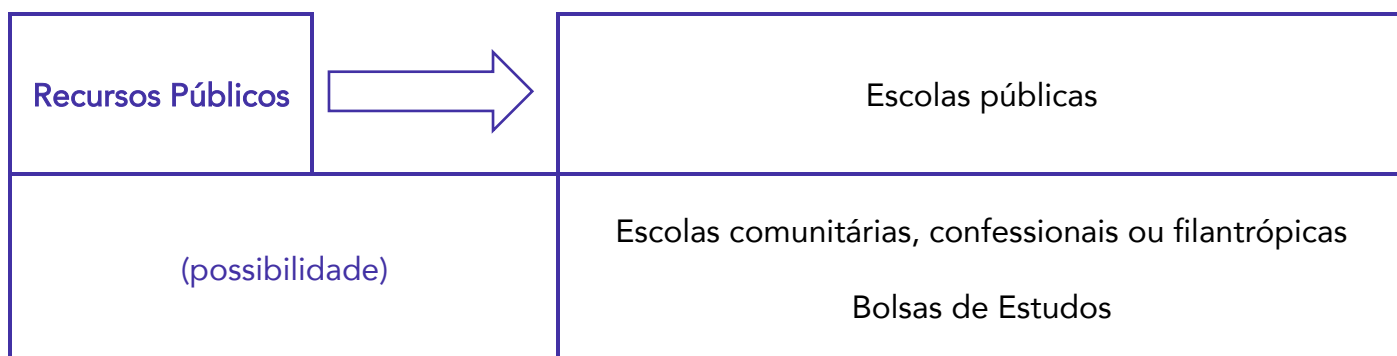 Recursos Públicos
Escolas públicas
(possibilidade)
Escolas comunitárias, confessionais ou filantrópicas
Bolsas de Estudos